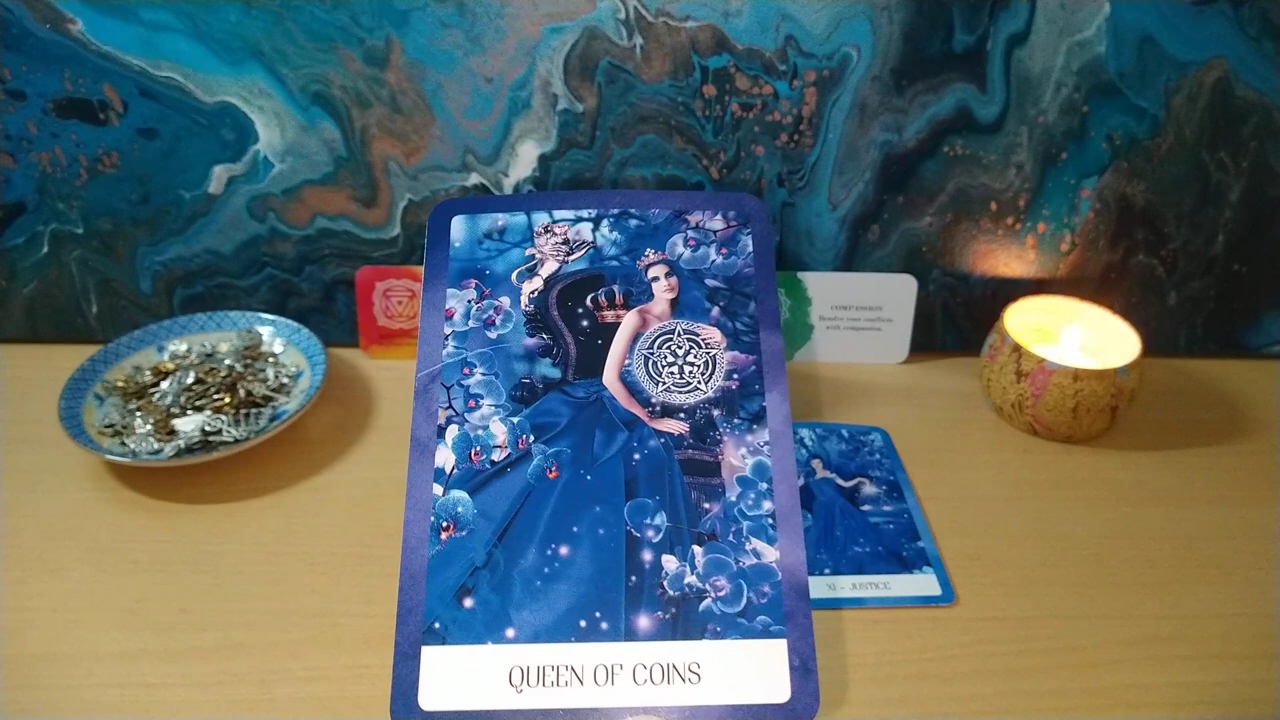 COMPASSION
Resolve your conflicts
with compassion.
XI - JUSTICE
QUEEN OF COINS